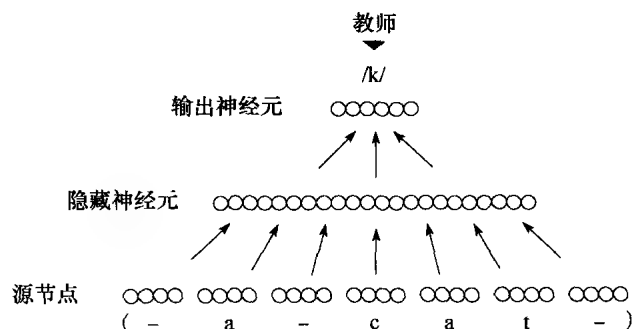 教师
/k/
输出神经元
隐藏神经元
源节点
( – a – c a t – )